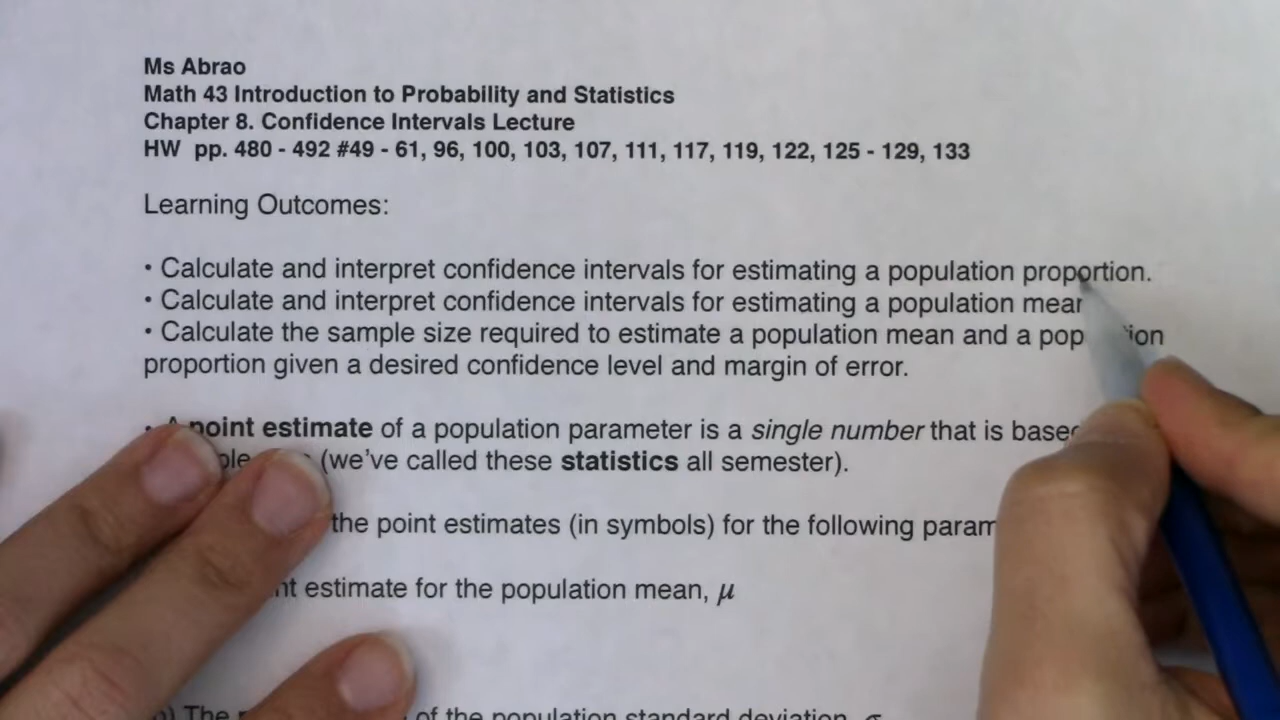 Ms Abrao
Math 43 Introduction to Probability and Statistics
Chapter 8. Confidence Intervals Lecture
HW pp. 480 - 492 #49 - 61, 96, 100, 103, 107, 111, 117, 119, 122, 125 - 129, 133
Learning Outcomes:
• Calculate and interpret confidence intervals for estimating a population proportion.
• Calculate and interpret confidence intervals for estimating a population
• Calculate the sample size required to estimate a population mean and a
proportion given a desired confidence level and margin of error.
• A point estimate of a population parameter is a single number that is
(we've called these statistics all semester).
the point estimates (in symbols) for the following
estimate for the population mean, μ
The of the population standard deviation, σ